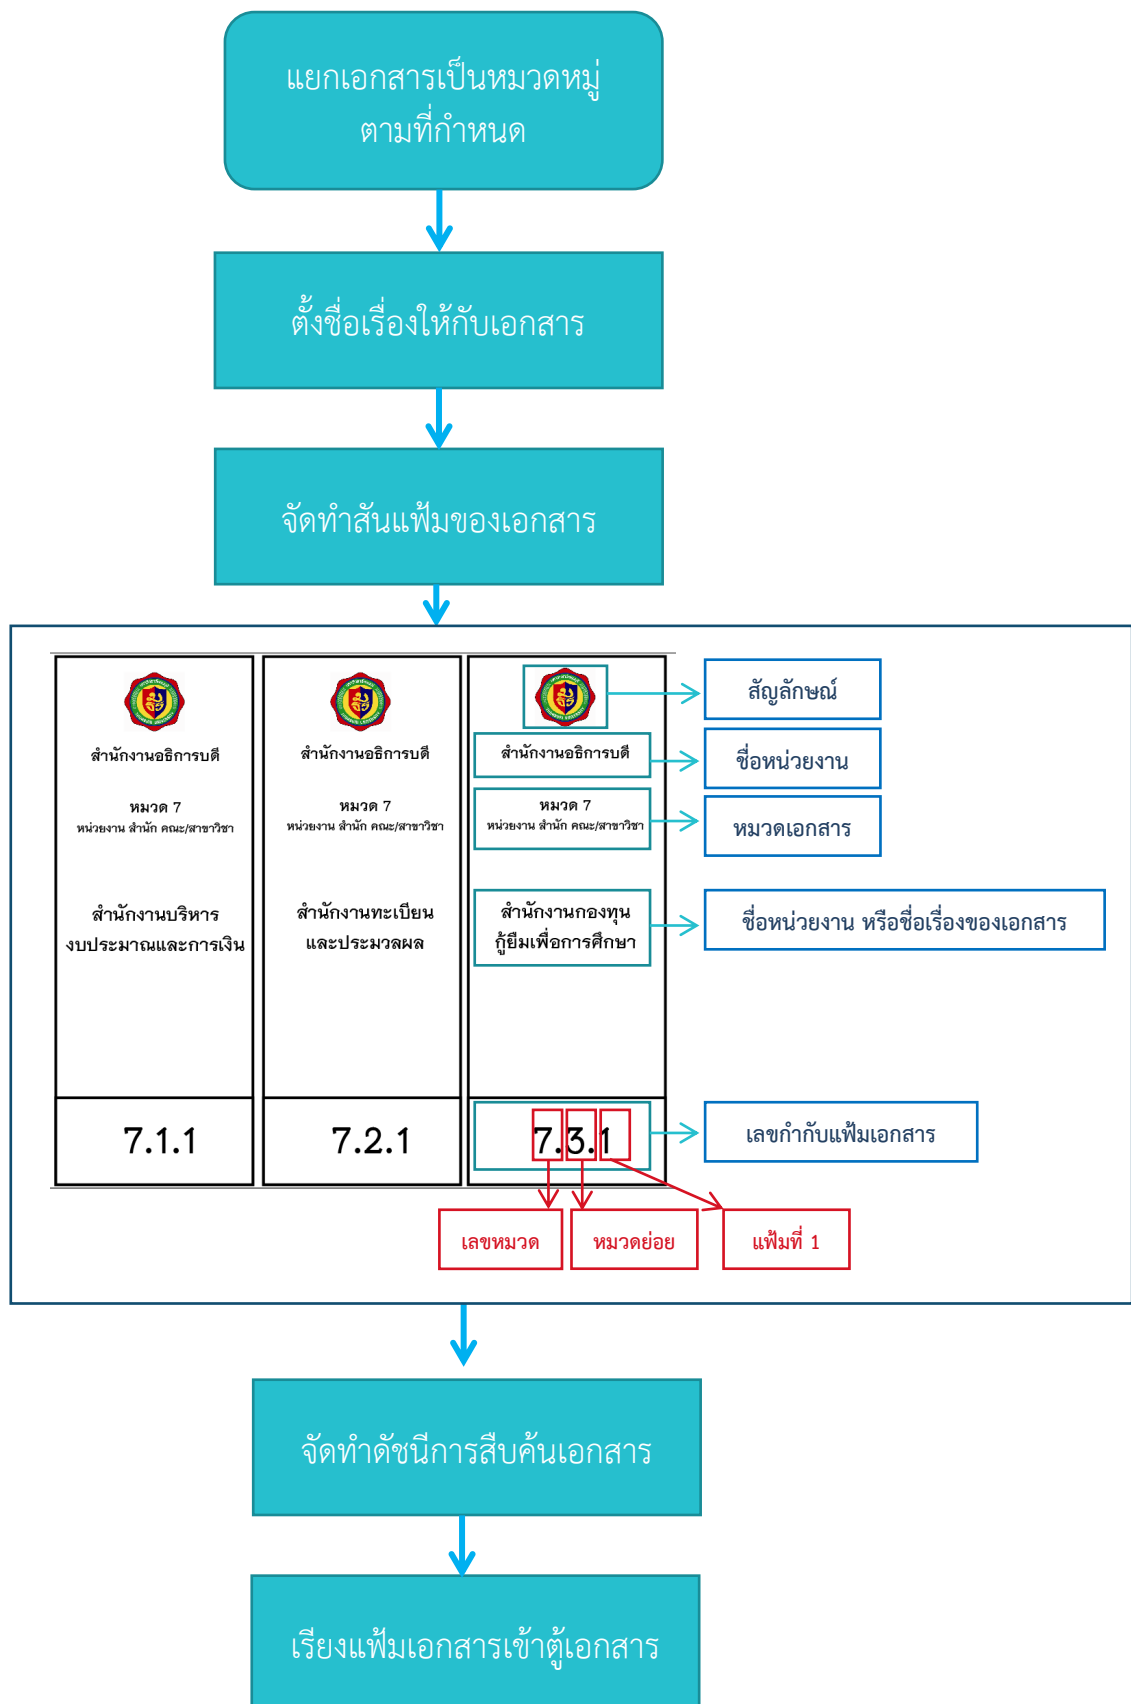 แยกเอกสารเป็นหมวดหมู่
ตามที่กำหนด
ตั้งชื่อเรื่องให้กับเอกสาร
จัดทำสันแฟ้มของเอกสาร
สำนักงานอธิการบดี
หมวด 7
หน่วยงาน สำนัก คณะ/สาขาวิชา
สำนักงานบริหาร
งบประมาณและการเงิน
7.1.1
สำนักงานอธิการบดี
หมวด 7
หน่วยงาน สำนัก คณะ/สาขาวิชา
สำนักงานทะเบียน
และประมวลผล
7.2.1
สำนักงานอธิการบดี
หมวด 7
หน่วยงาน สำนัก คณะ/สาขาวิชา
สำนักงานกองทุน
กู้ยืมเพื่อการศึกษา
7.3.1
สัญลักษณ์
ชื่อหน่วยงาน
หมวดเอกสาร
ชื่อหน่วยงาน หรือชื่อเรื่องของเอกสาร
เลขกำกับแฟ้มเอกสาร
เลขหมวด
หมวดย่อย
แฟ้มที่ 1
จัดทำดัชนีการสืบค้นเอกสาร
เรียงแฟ้มเอกสารเข้าตู้เอกสาร